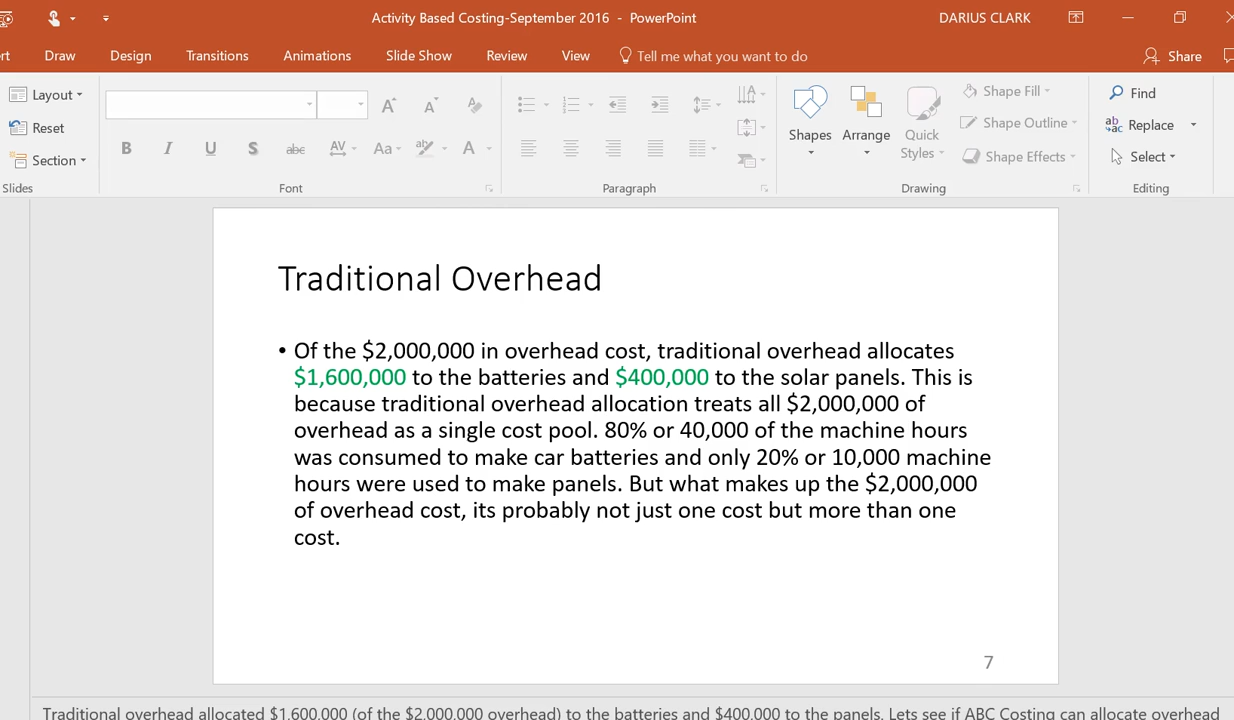 Activity Based Costing-September 2016 - PowerPoint
DARIUS CLARK
rt Draw Design Transitions Animations Slide Show Review View Tell me what you want to do Share
Layout
Reset
Section
Slides
B I U S abc AV Aa aby A
Font
Paragraph
Shapes Arrange Quick Styles
Shape Fill
Shape Outline
Shape Effects
Drawing
Find
Replace
Select
Editing
Traditional Overhead
• Of the $2,000,000 in overhead cost, traditional overhead allocates
$1,600,000 to the batteries and $400,000 to the solar panels. This is
because traditional overhead allocation treats all $2,000,000 of
overhead as a single cost pool. 80% or 40,000 of the machine hours
was consumed to make car batteries and only 20% or 10,000 machine
hours were used to make panels. But what makes up the $2,000,000
of overhead cost, its probably not just one cost but more than one
cost.
7
Traditional overhead allocated $1,600,000 (of the $2,000,000 overhead) to the batteries and $400,000 to the panels. Lets see if ABC Costing can allocate overhead